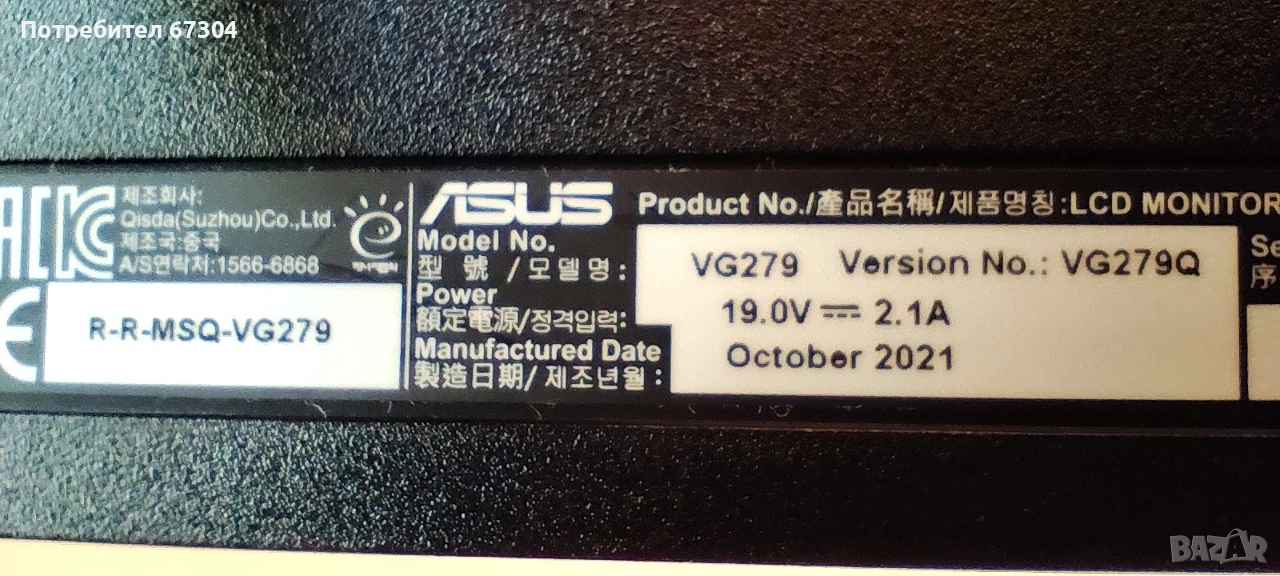 Потребител 67304
제조회사:
Qisda(Suzhou)Co.,Ltd.
제조국:중국
A/S연락처:1566-6868
R-R-MSQ-VG279
ASUS
Product No./產品名稱/제품명칭:LCD MONITOR
Model No.
型 號 /모델명:
VG279 Version No.: VG279Q
Power
額定電源/정격입력:
19.0V ⎓ 2.1A
Manufactured Date
製造日期/제조년월:
October 2021
Se
序
BAZAR